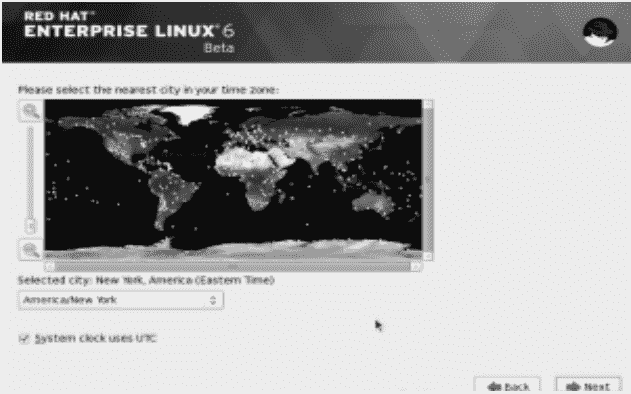 RED HAT™
ENTERPRISE LINUX® 6
Beta
Please select the nearest city in your time zone:
Selected city: New York, America (Eastern Time)
America/New York
System clock uses UTC
Back
Next